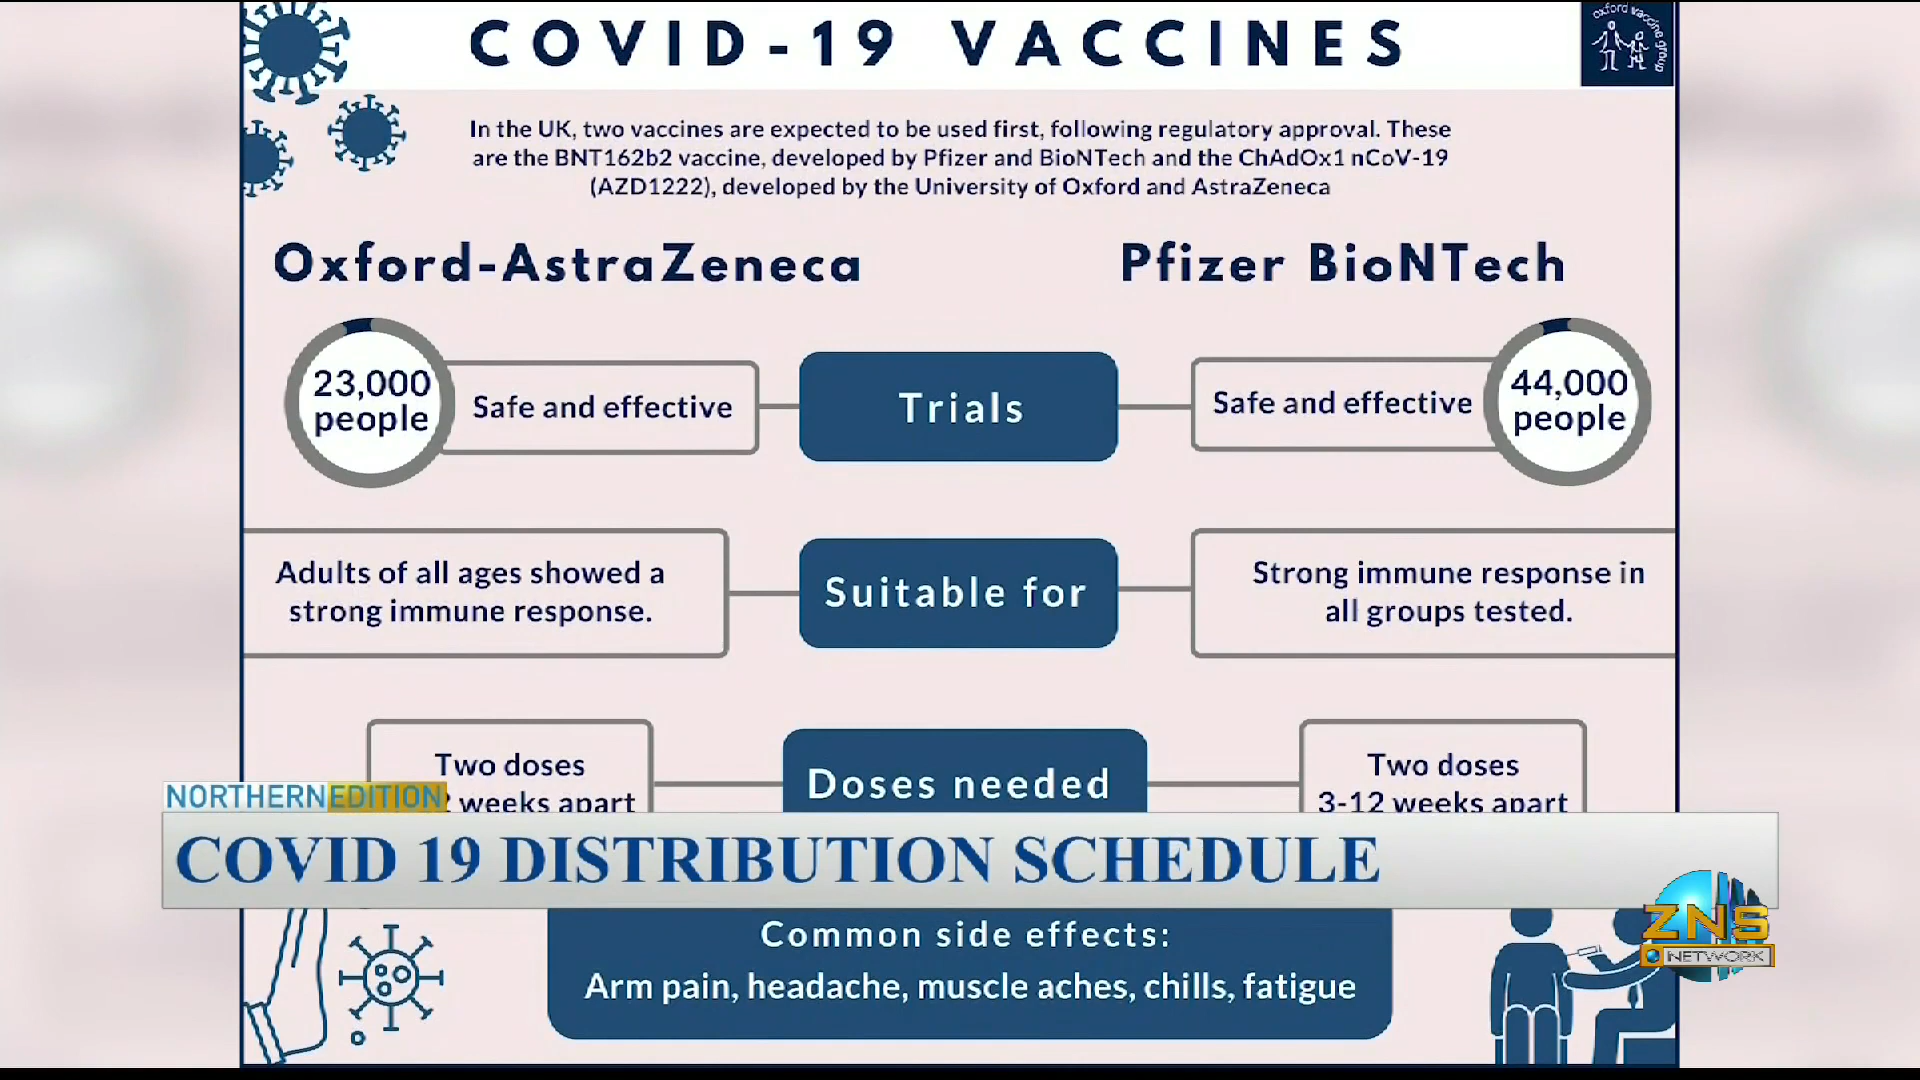 COVID-19 VACCINES
oxford vaccine group
In the UK, two vaccines are expected to be used first, following regulatory approval. These
are the BNT162b2 vaccine, developed by Pfizer and BioNTech and the ChAdOx1 nCoV-19
(AZD1222), developed by the University of Oxford and AstraZeneca
Oxford-AstraZeneca
Pfizer BioNTech
23,000
people
Safe and effective
Trials
Safe and effective
44,000
people
Adults of all ages showed a
strong immune response.
Suitable for
Strong immune response in
all groups tested.
Two doses
weeks apart
Doses needed
Two doses
3-12 weeks apart
NORTHERN EDITION
COVID 19 DISTRIBUTION SCHEDULE
ZNS
NETWORK
Common side effects:
Arm pain, headache, muscle aches, chills, fatigue